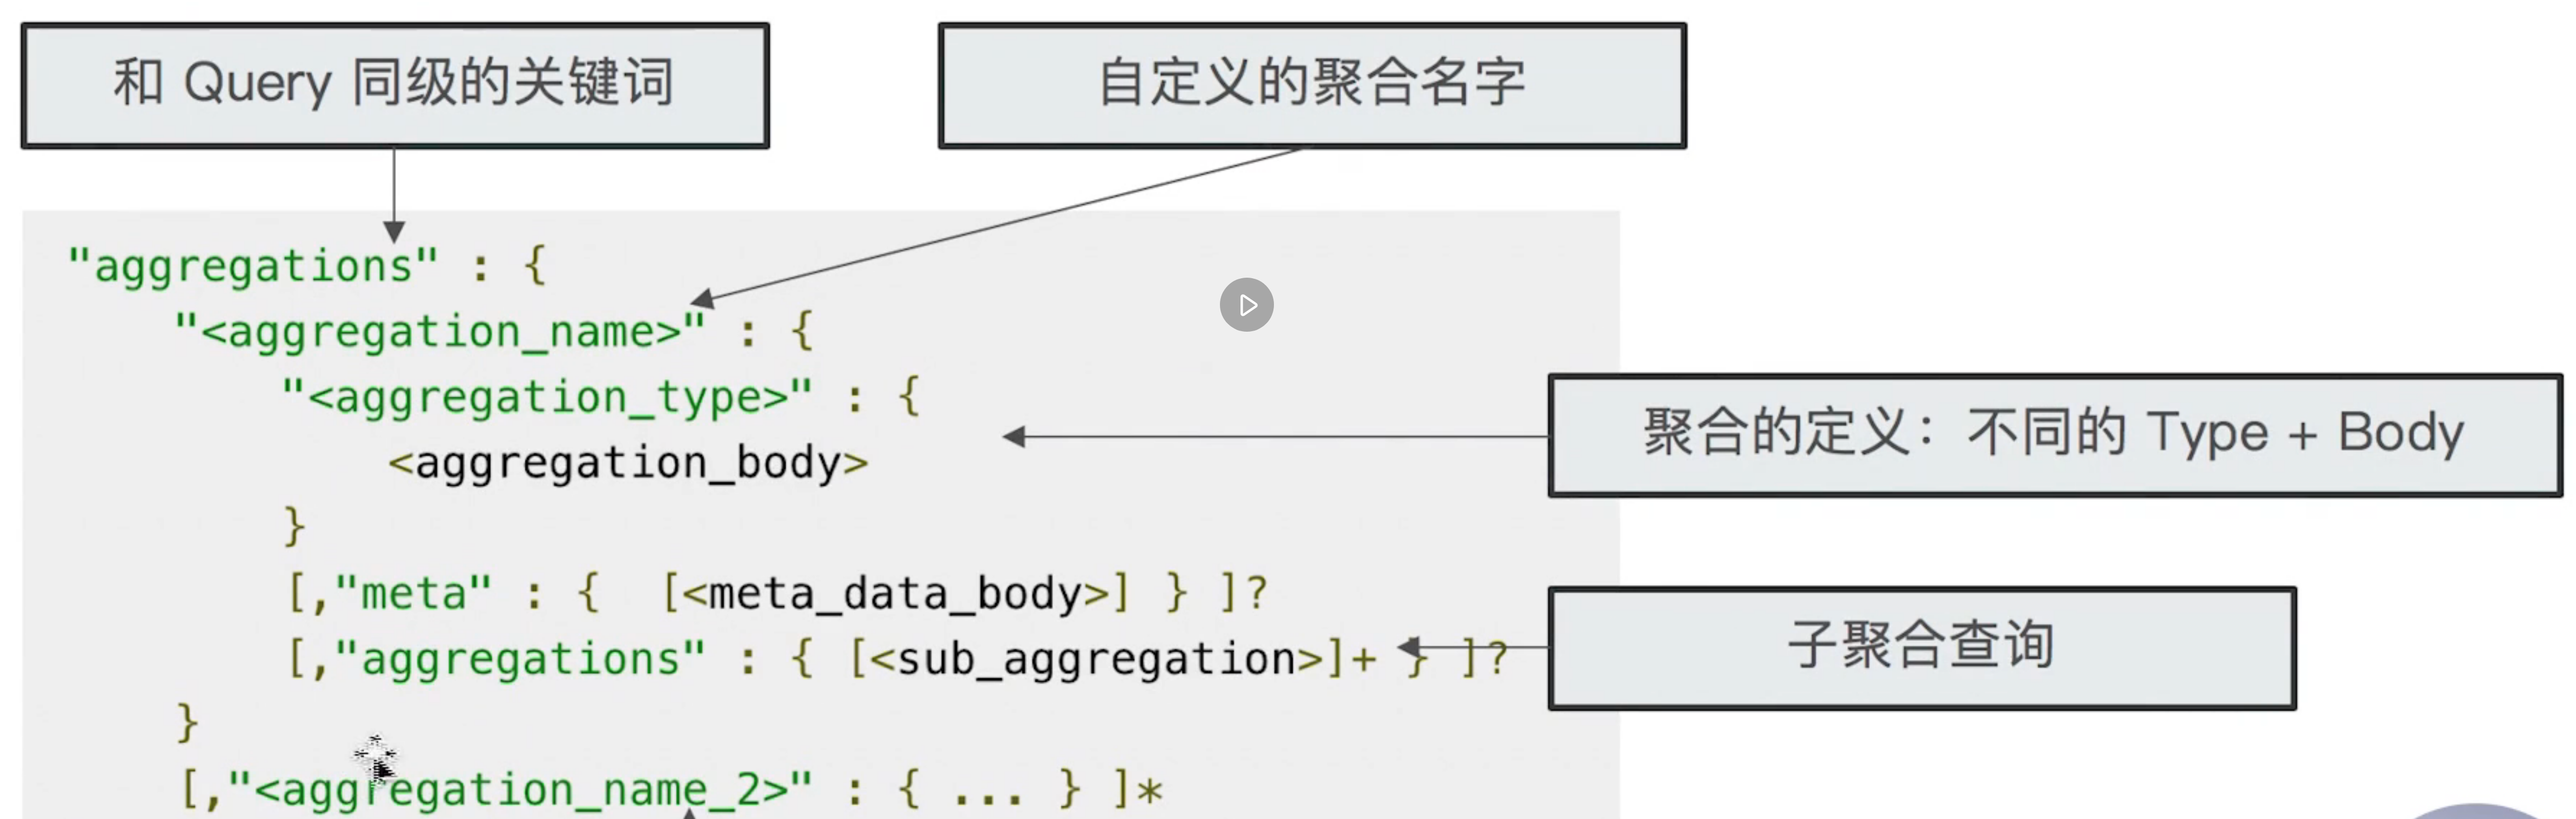 和 Query 同级的关键词
自定义的聚合名字
"aggregations" : {
"<aggregation_name>" : {
"<aggregation_type>" : {
<aggregation_body>
}
[,"meta" : {  [<meta_data_body>] } ]?
[,"aggregations" : { [<sub_aggregation>]+ } ]?
}
[,"<aggregation_name_2>" : { ... } ]*
聚合的定义：不同的 Type + Body
子聚合查询